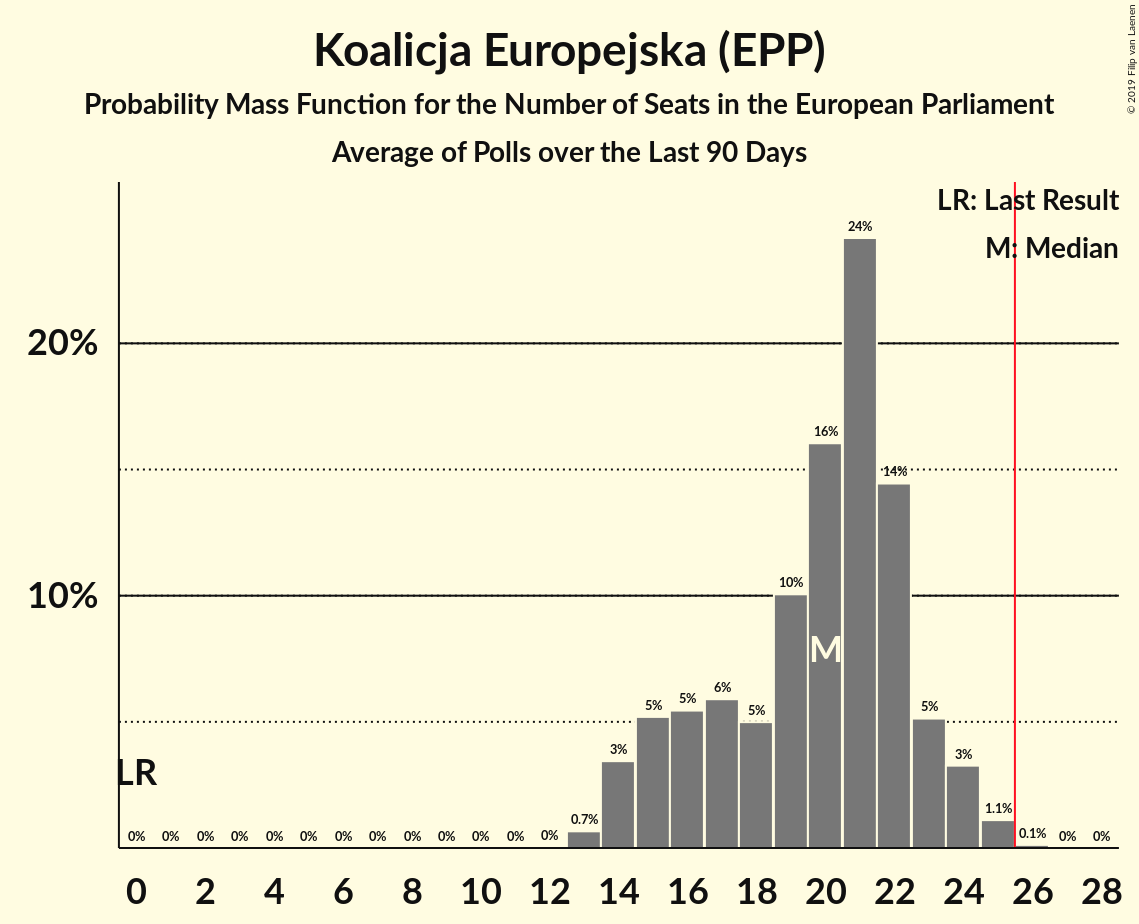 Koalicja Europejska (EPP)
Probability Mass Function for the Number of Seats in the European Parliament
Average of Polls over the Last 90 Days
© 2019 Filip van Laenen
LR: Last Result
M: Median
24%
20%
16%
14%
10%
10%
M
6%
5%
5%
5%
5%
3%
3%
LR
1.1%
0.7%
0.1%
0% 0% 0% 0% 0% 0% 0% 0% 0% 0% 0% 0% 0% 0% 0%
0 2 4 6 8 10 12 14 16 18 20 22 24 26 28